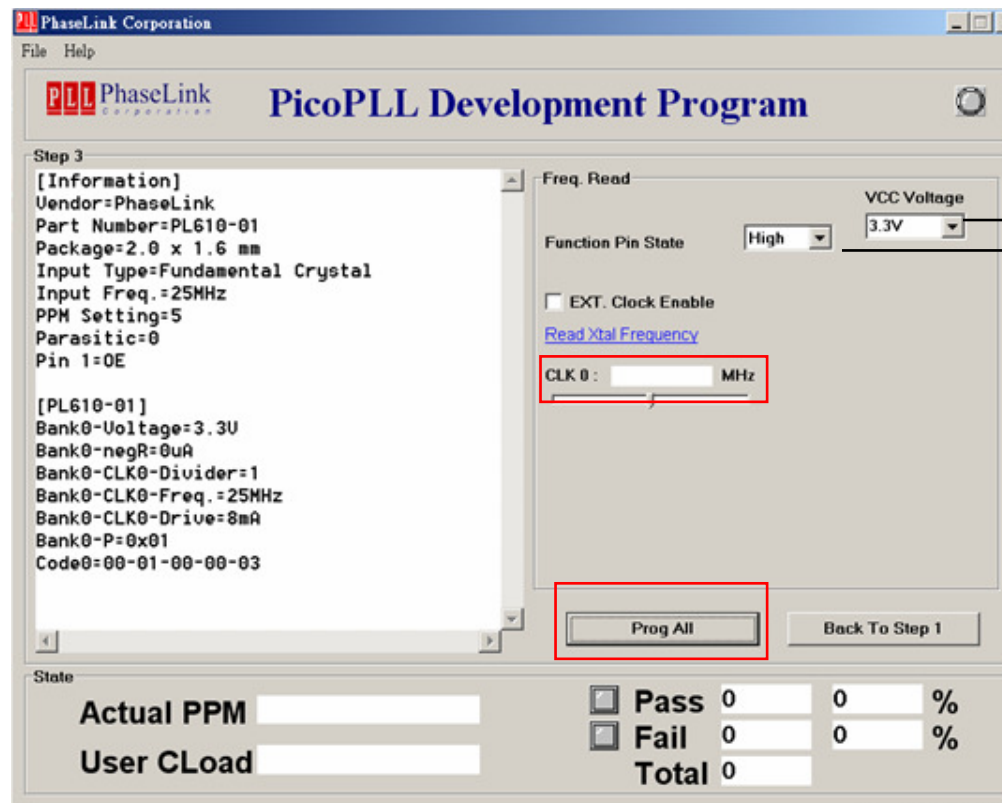 PLL PhaseLink Corporation
File Help
PLL PhaseLink
Corporation
PicoPLL Development Program
Step 3
[Information]
Vendor=PhaseLink
Part Number=PL610-01
Package=2.0 x 1.6 mm
Input Type=Fundamental Crystal
Input Freq.=25MHz
PPM Setting=5
Parasitic=0
Pin 1=OE
[PL610-01]
Bank0-Voltage=3.3V
Bank0-negR=0uA
Bank0-CLK0-Divider=1
Bank0-CLK0-Freq.=25MHz
Bank0-CLK0-Drive=8mA
Bank0-P=0x01
Code0=00-01-00-00-03
Freq. Read
VCC Voltage
3.3V
Function Pin State High
EXT. Clock Enable
Read Xtal Frequency
CLK 0 : MHz
Prog All Back To Step 1
State
Actual PPM
User CLoad
Pass 0 0 %
Fail 0 0 %
Total 0